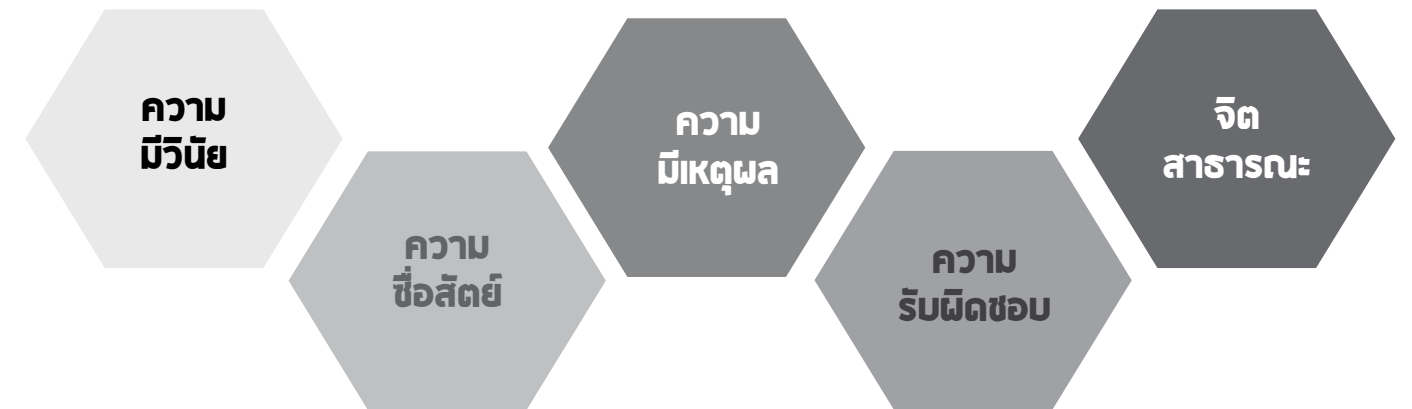 ความ
มีวินัย
ความ
ซื่อสัตย์
ความ
มีเหตุผล
ความ
รับผิดชอบ
จิต
สาธารณะ